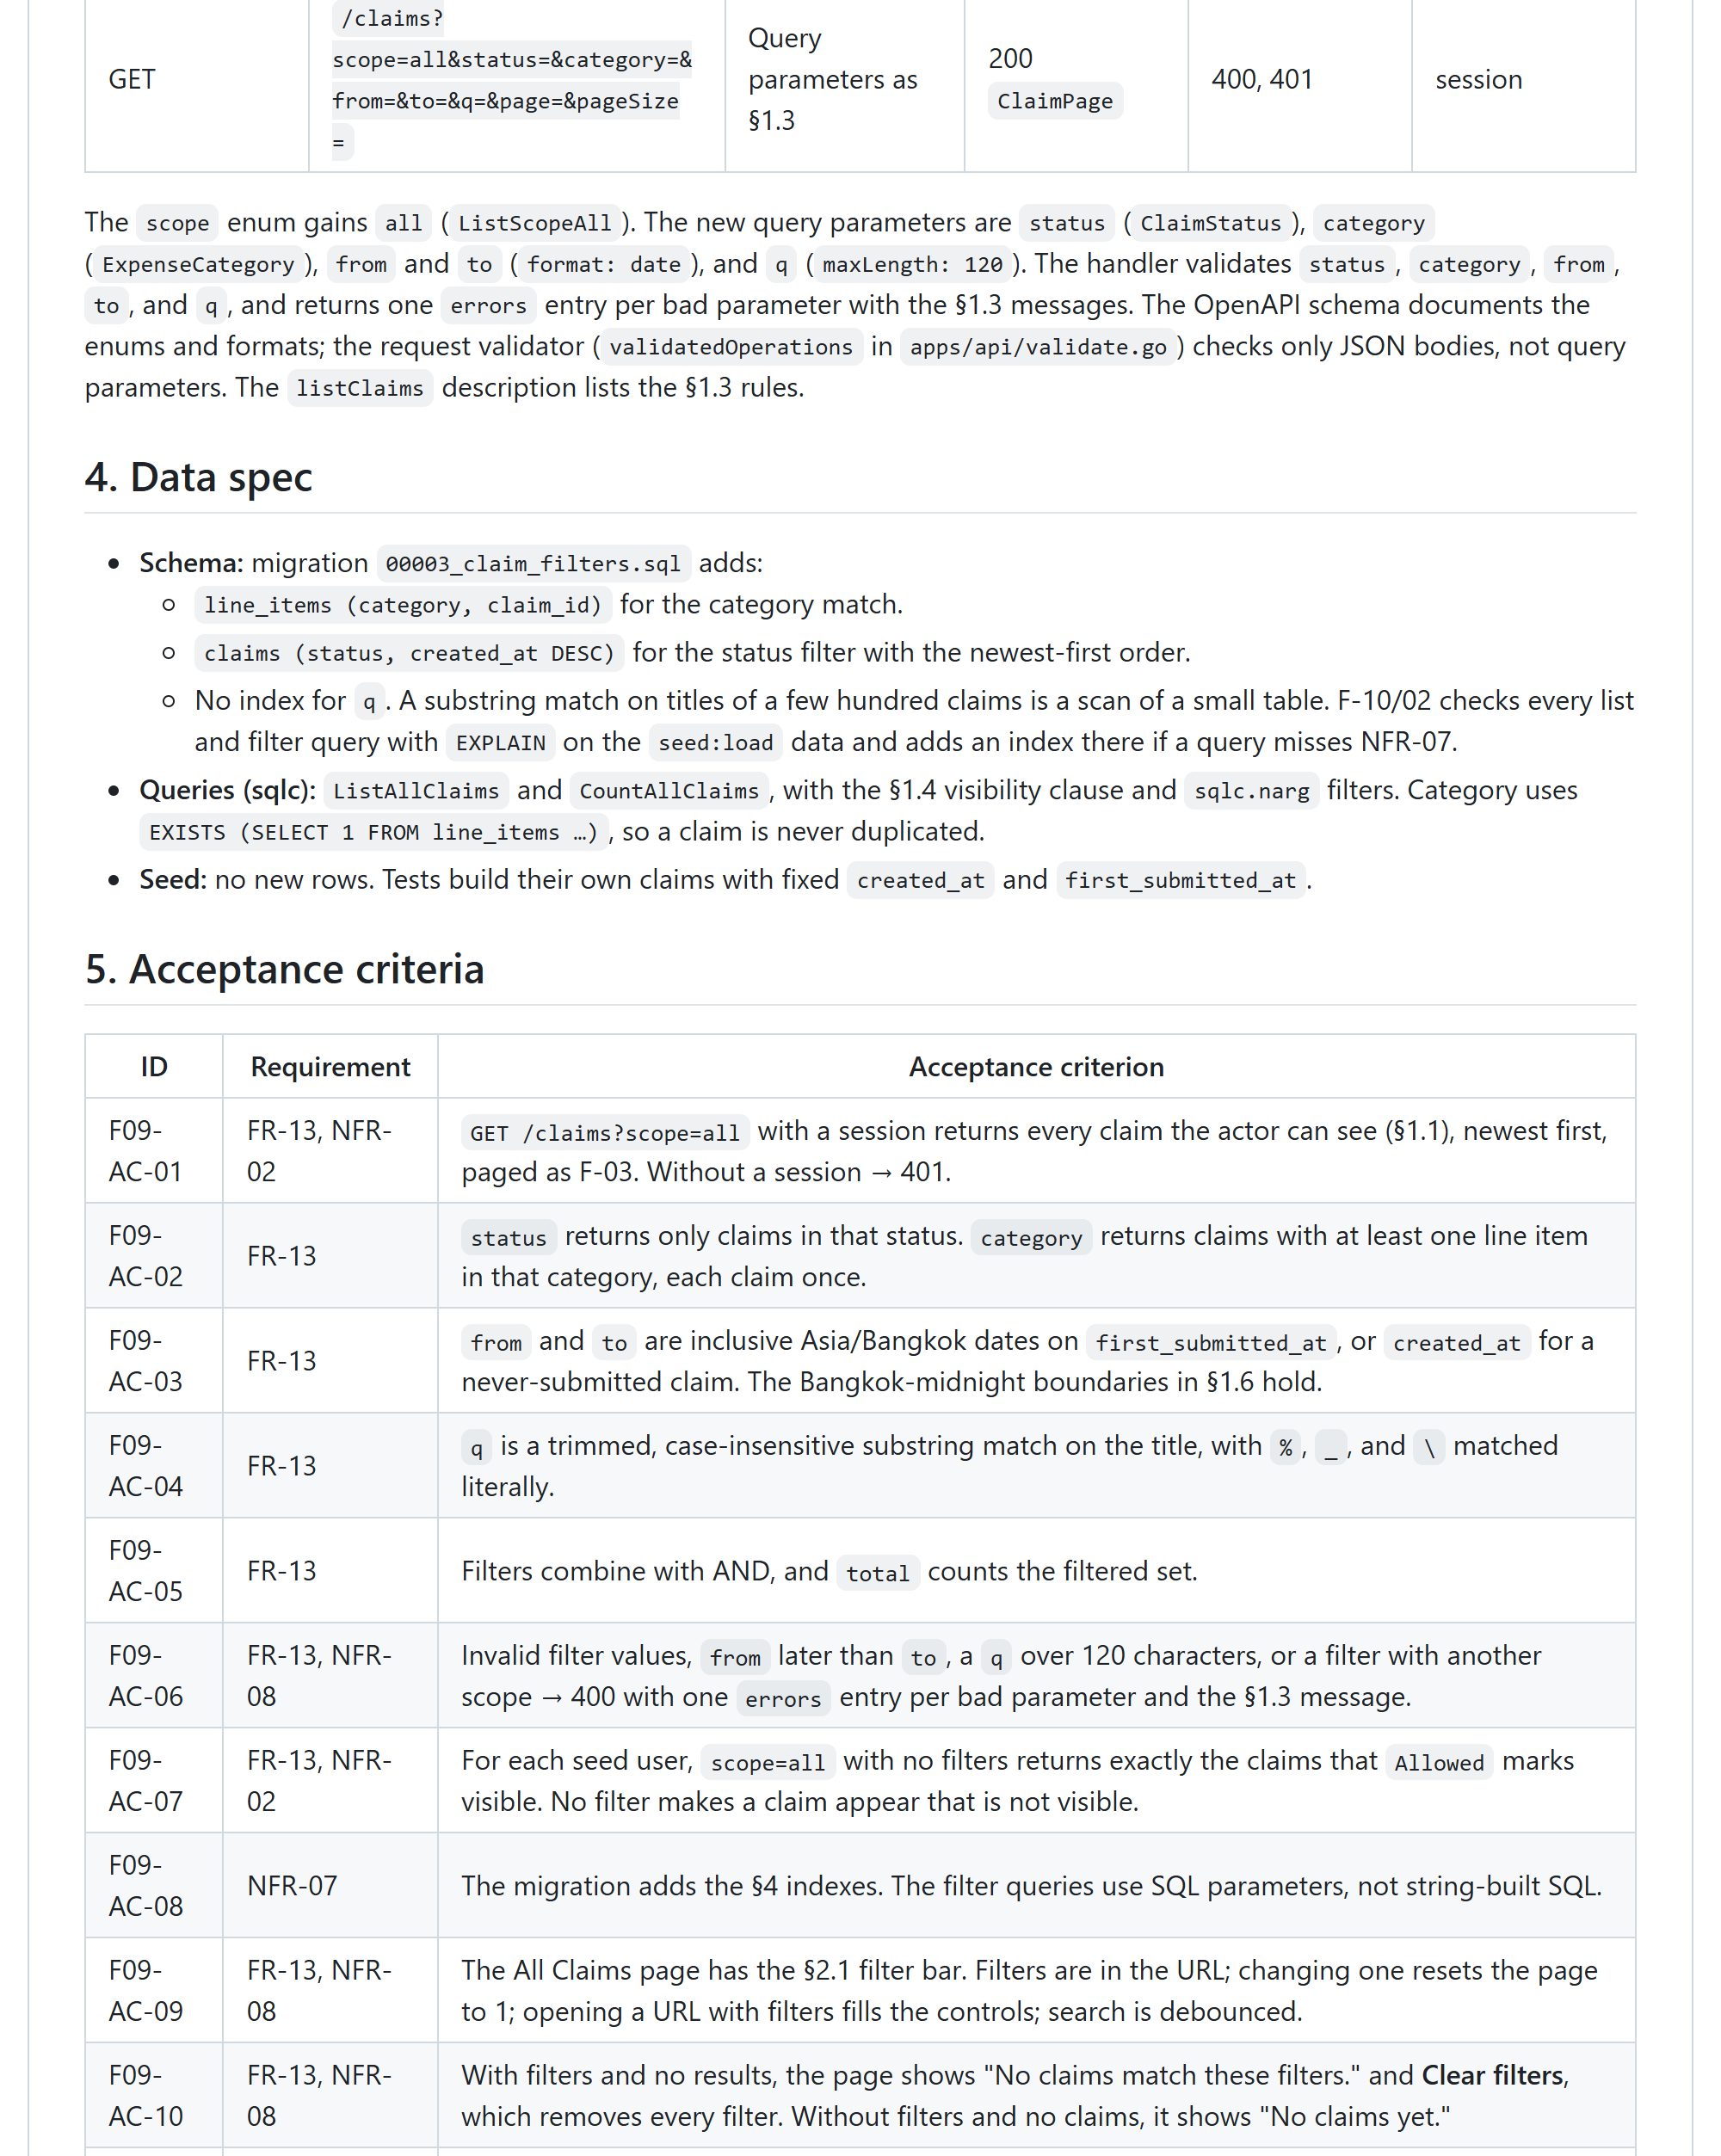 GET
/claims?
scope=all&status=&category=&
from=&to=&q=&page=&pageSize
=
Query
parameters as
§1.3
200
ClaimPage
400, 401
session
The scope enum gains all (ListScopeAll). The new query parameters are status (ClaimStatus), category
(ExpenseCategory), from and to (format: date), and q (maxLength: 120). The handler validates status, category, from,
to, and q, and returns one errors entry per bad parameter with the §1.3 messages. The OpenAPI schema documents the
enums and formats; the request validator (validatedOperations in apps/api/validate.go) checks only JSON bodies, not query
parameters. The listClaims description lists the §1.3 rules.
4. Data spec
• Schema: migration 00003_claim_filters.sql adds:
○ line_items (category, claim_id) for the category match.
○ claims (status, created_at DESC) for the status filter with the newest-first order.
○ No index for q. A substring match on titles of a few hundred claims is a scan of a small table. F-10/02 checks every list
and filter query with EXPLAIN on the seed:load data and adds an index there if a query misses NFR-07.
• Queries (sqlc): ListAllClaims and CountAllClaims, with the §1.4 visibility clause and sqlc.narg filters. Category uses
EXISTS (SELECT 1 FROM line_items …), so a claim is never duplicated.
• Seed: no new rows. Tests build their own claims with fixed created_at and first_submitted_at.
5. Acceptance criteria
ID Requirement Acceptance criterion
F09-
AC-01
FR-13, NFR-
02
GET /claims?scope=all with a session returns every claim the actor can see (§1.1), newest first,
paged as F-03. Without a session → 401.
F09-
AC-02
FR-13
status returns only claims in that status. category returns claims with at least one line item
in that category, each claim once.
F09-
AC-03
FR-13
from and to are inclusive Asia/Bangkok dates on first_submitted_at, or created_at for a
never-submitted claim. The Bangkok-midnight boundaries in §1.6 hold.
F09-
AC-04
FR-13
q is a trimmed, case-insensitive substring match on the title, with %, _, and \ matched
literally.
F09-
AC-05
FR-13
Filters combine with AND, and total counts the filtered set.
F09-
AC-06
FR-13, NFR-
08
Invalid filter values, from later than to, a q over 120 characters, or a filter with another
scope → 400 with one errors entry per bad parameter and the §1.3 message.
F09-
AC-07
FR-13, NFR-
02
For each seed user, scope=all with no filters returns exactly the claims that Allowed marks
visible. No filter makes a claim appear that is not visible.
F09-
AC-08
NFR-07
The migration adds the §4 indexes. The filter queries use SQL parameters, not string-built SQL.
F09-
AC-09
FR-13, NFR-
08
The All Claims page has the §2.1 filter bar. Filters are in the URL; changing one resets the page
to 1; opening a URL with filters fills the controls; search is debounced.
F09-
AC-10
FR-13, NFR-
08
With filters and no results, the page shows "No claims match these filters." and Clear filters,
which removes every filter. Without filters and no claims, it shows "No claims yet."